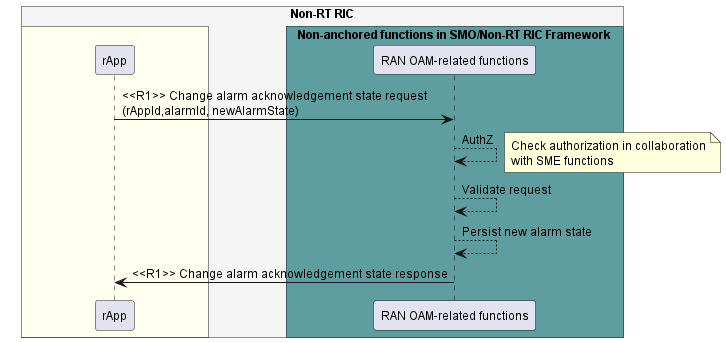 Non-RT RIC
Non-anchored functions in SMO/Non-RT RIC Framework
rApp
RAN OAM-related functions
<<R1>> Change alarm acknowledgement state request
(rAppId,alarmId, newAlarmState)
AuthZ
Check authorization in collaboration
with SME functions
Validate request
Persist new alarm state
<<R1>> Change alarm acknowledgement state response
rApp
RAN OAM-related functions